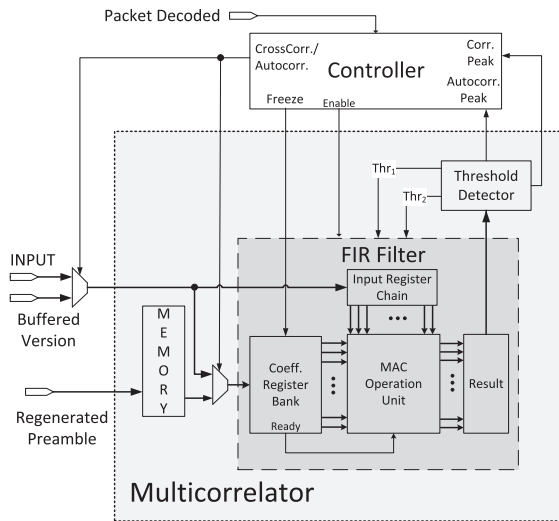 Packet Decoded
CrossCorr./
Autocorr.
Controller
Corr.
Peak
Autocorr.
Peak
Freeze
Enable
Thr1
Thr2
Threshold
Detector
INPUT
Buffered
Version
FIR Filter
Input Register
Chain
...
MEMORY
Coeff.
Register
Bank
Ready
...
MAC
Operation
Unit
...
Result
Regenerated
Preamble
Multicorrelator